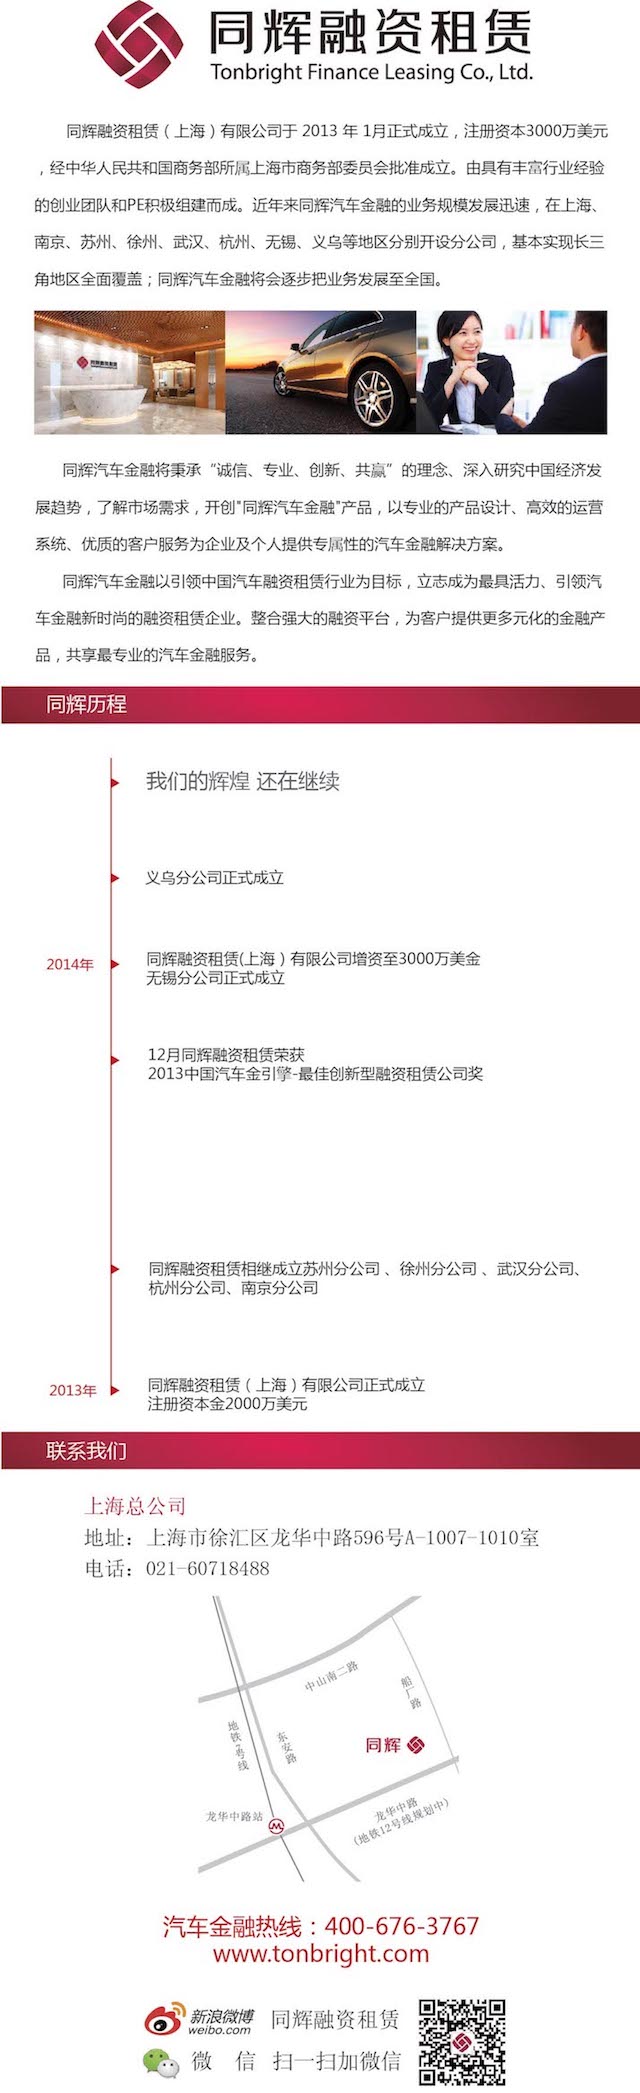 同辉融资租赁
Tonbright Finance Leasing Co., Ltd.
同辉融资租赁（上海）有限公司于 2013 年 1月正式成立，注册资本3000万美元
，经中华人民共和国商务部所属上海市商务部委员会批准成立。由具有丰富行业经验
的创业团队和PE积极组建而成。近年来同辉汽车金融的业务规模发展迅速，在上海、
南京、苏州、徐州、武汉、杭州、无锡、义乌等地区分别开设分公司，基本实现长三
角地区全面覆盖；同辉汽车金融将会逐步把业务发展至全国。
同辉融资租赁
同辉汽车金融将秉承“诚信、专业、创新、共赢”的理念、深入研究中国经济发
展趋势，了解市场需求，开创"同辉汽车金融"产品，以专业的产品设计、高效的运营
系统、优质的客户服务为企业及个人提供专属性的汽车金融解决方案。
同辉汽车金融以引领中国汽车融资租赁行业为目标，立志成为最具活力、引领汽
车金融新时尚的融资租赁企业。整合强大的融资平台，为客户提供更多元化的金融产
品，共享最专业的汽车金融服务。
同辉历程
我们的辉煌 还在继续
义乌分公司正式成立
2014年
同辉融资租赁(上海）有限公司增资至3000万美金
无锡分公司正式成立
12月同辉融资租赁荣获
2013中国汽车金引擎-最佳创新型融资租赁公司奖
同辉融资租赁相继成立苏州分公司 、徐州分公司 、武汉分公司、
杭州分公司、南京分公司
2013年
同辉融资租赁（上海）有限公司正式成立
注册资本金2000万美元
联系我们
上海总公司
地址：上海市徐汇区龙华中路596号A-1007-1010室
电话：021-60718488
中山南二路
船厂路
地铁7号线
东安路
同辉
龙华中路站
龙华中路
(地铁12号线规划中)
汽车金融热线：400-676-3767
www.tonbright.com
新浪微博
weibo.com
同辉融资租赁
微 信 扫一扫加微信